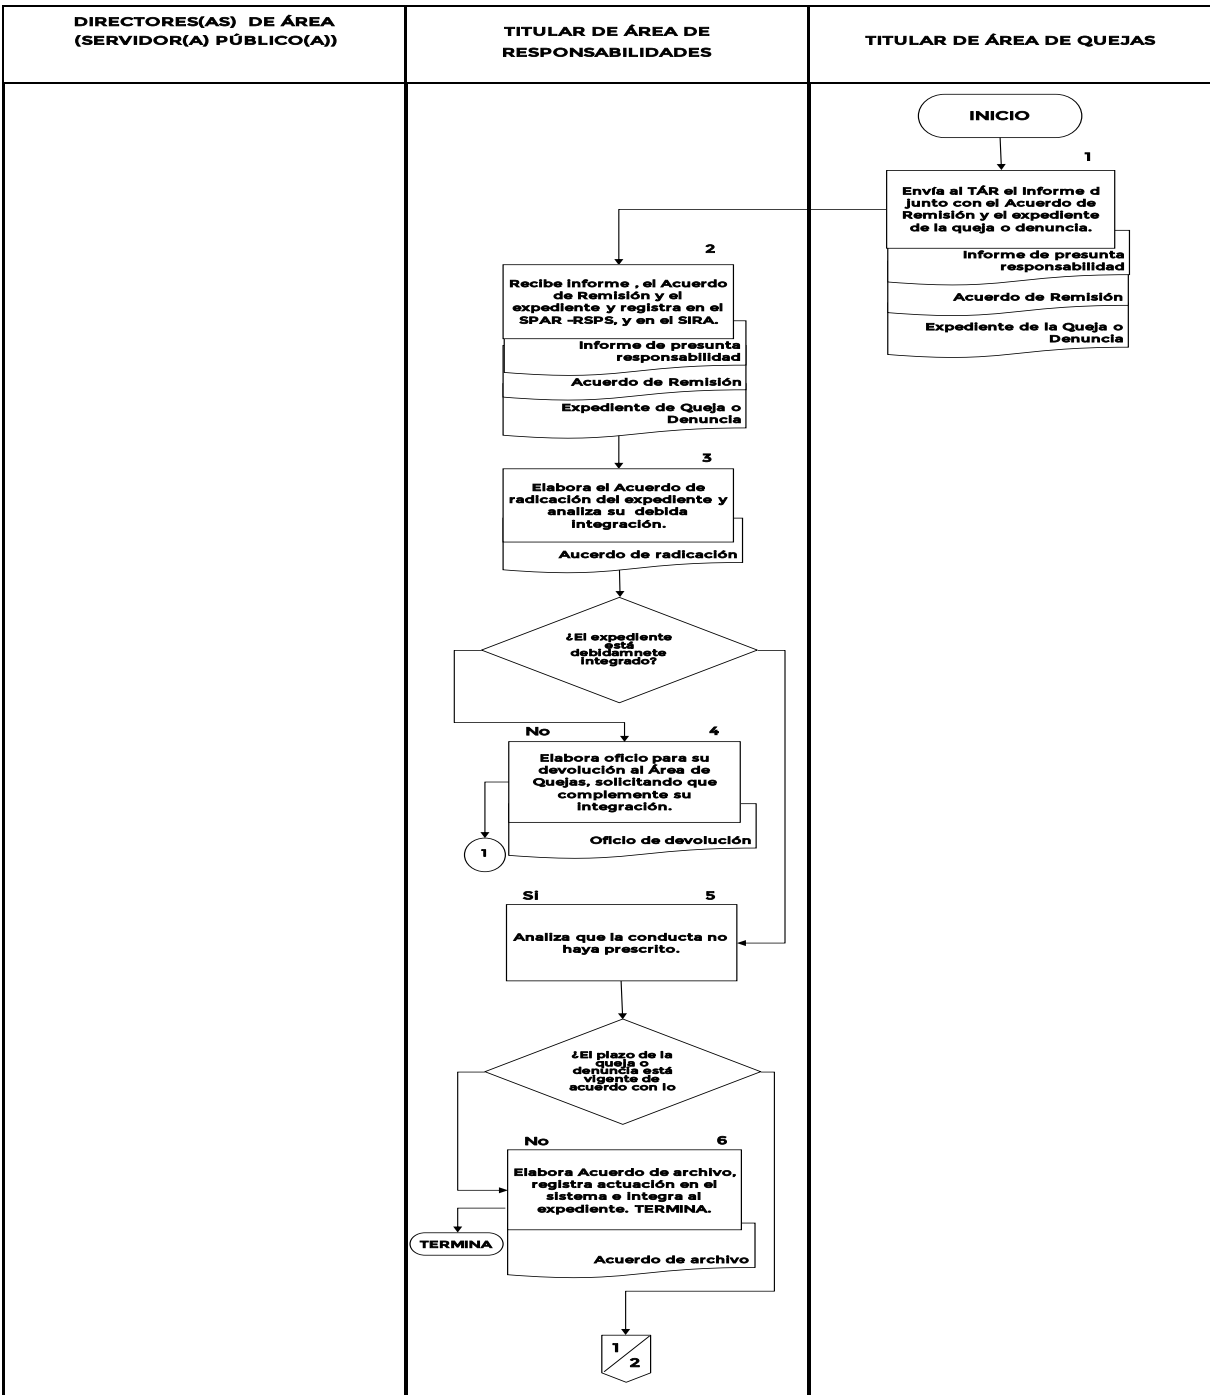 DIRECTORES(AS)  DE ÁREA
(SERVIDOR(A) PÚBLICO(A))
TITULAR DE ÁREA DE
RESPONSABILIDADES
TITULAR DE ÁREA DE QUEJAS
INICIO
1
Envía al TÁR el Informe d
junto con el Acuerdo de
Remisión y el expediente
de la queja o denuncia.
Informe de presunta
responsabilidad
Acuerdo de Remisión
Expediente de la Queja o
Denuncia
2
Recibe informe , el Acuerdo
de Remisión y el
expediente y registra en el
SPAR -RSPS, y en el SIRA.
Informe de presunta
responsabilidad
Acuerdo de Remisión
Expediente de Queja o
Denuncia
3
Elabora el Acuerdo de
radicación del expediente y
analiza su  debida
integración.
Aucerdo de radicación
¿El expediente
está
debidamnete
integrado?
No
4
Elabora oficio para su
devolución al Área de
Quejas, solicitando que
complemente su
integración.
Oficio de devolución
1
Si
5
Analiza que la conducta no
haya prescrito.
¿El plazo de la
queja o
denuncia está
vigente de
acuerdo con lo
No
6
Elabora Acuerdo de archivo,
registra actuación en el
sistema e integra al
expediente. TERMINA.
TERMINA
Acuerdo de archivo
1
2